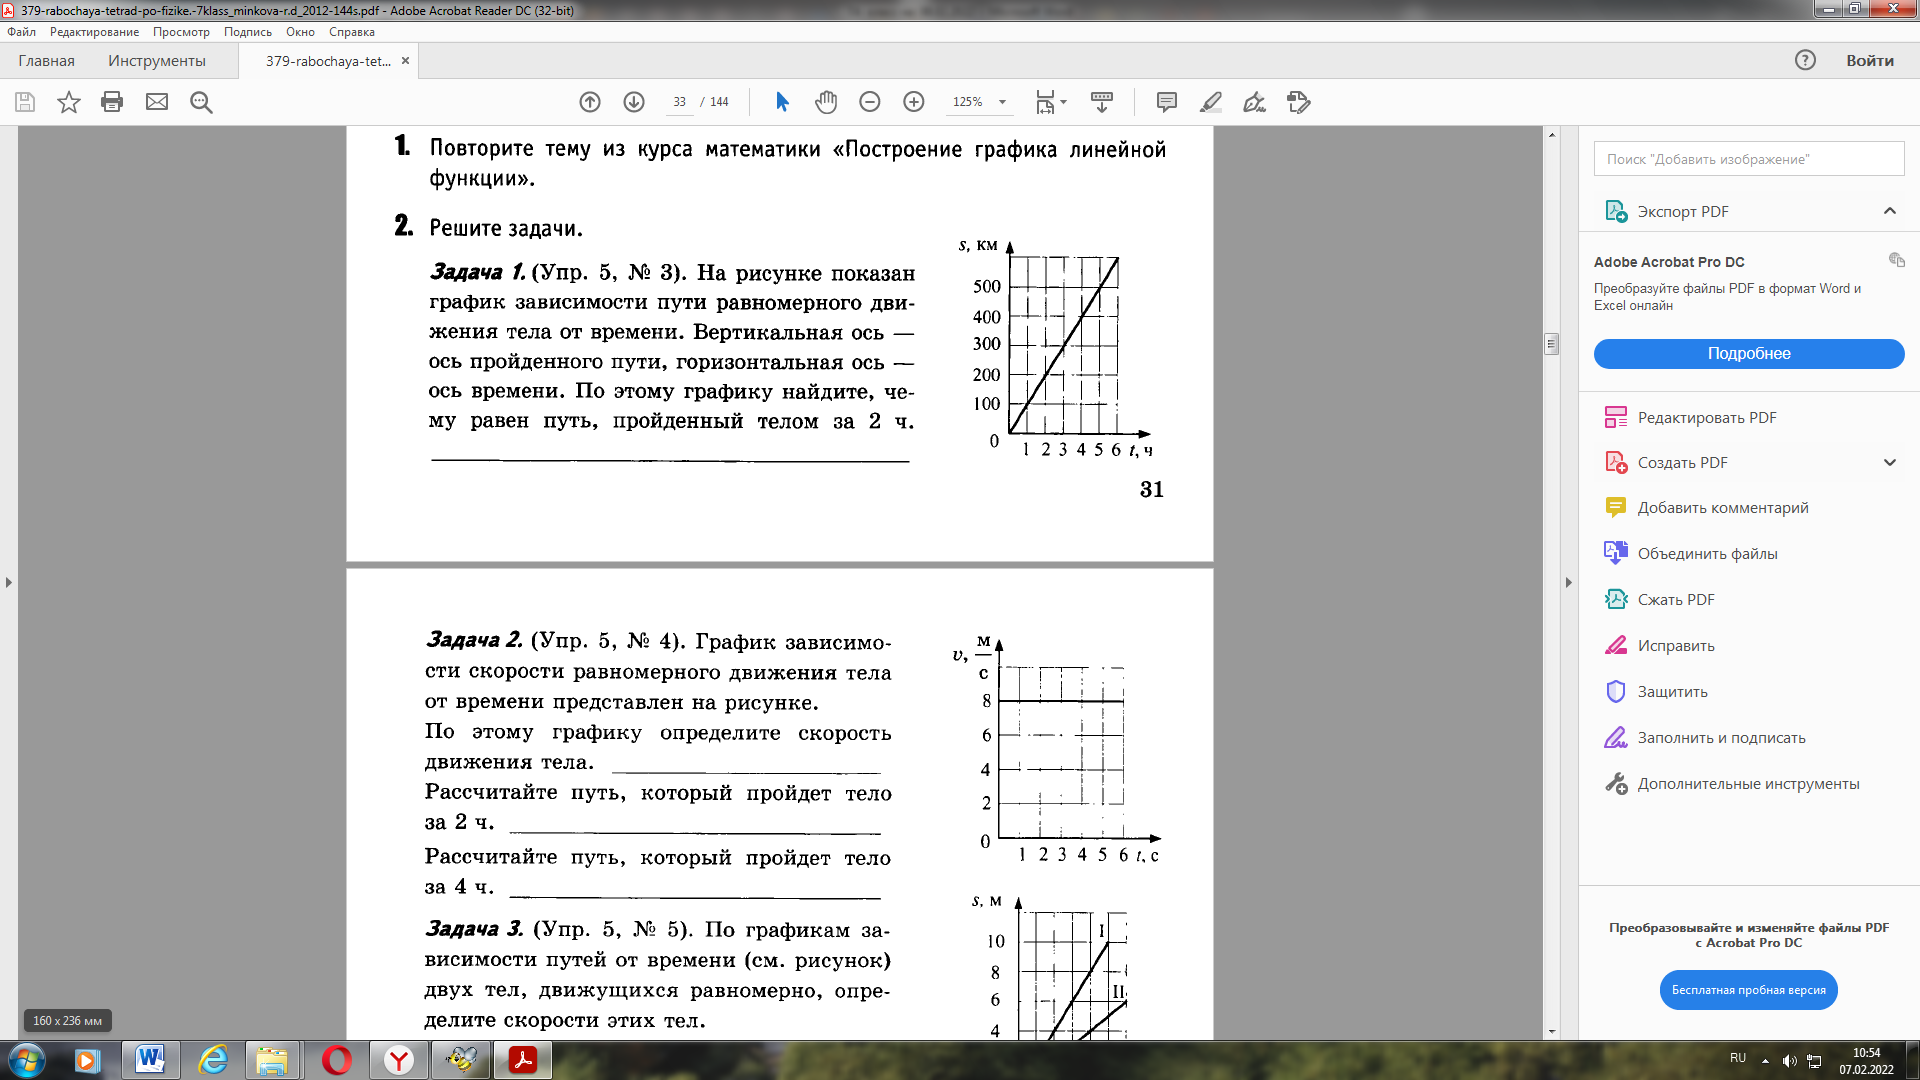 379-rabochaya-tetrad-po-fizike.-7klass_minkova-r.d_2012-144s.pdf - Adobe Acrobat Reader DC (32-bit)
Файл Редактирование Просмотр Подпись Окно Справка
Главная Инструменты 379-rabochaya-tet... × Войти
33 / 144 125%
1. Повторите тему из курса математики «Построение графика линейной
функции».
2. Решите задачи.
Задача 1. (Упр. 5, № 3). На рисунке показан
график зависимости пути равномерного дви-
жения тела от времени. Вертикальная ось —
ось пройденного пути, горизонтальная ось —
ось времени. По этому графику найдите, че-
му равен путь, пройденный телом за 2 ч.
s, км
500
400
300
200
100
0
1 2 3 4 5 6 t, ч
31
Задача 2. (Упр. 5, № 4). График зависимо-
сти скорости равномерного движения тела
от времени представлен на рисунке.
По этому графику определите скорость
движения тела.
Рассчитайте путь, который пройдет тело
за 2 ч.
Рассчитайте путь, который пройдет тело
за 4 ч.
v, м/с
8
6
4
2
0
1 2 3 4 5 6 t, с
Задача 3. (Упр. 5, № 5). По графикам за-
висимости путей от времени (см. рисунок)
двух тел, движущихся равномерно, опре-
делите скорости этих тел.
s, м
10
8
6
4
I
II
160 x 236 мм
Поиск "Добавить изображение"
Экспорт PDF
Adobe Acrobat Pro DC
Преобразуйте файлы PDF в формат Word и
Excel онлайн
Подробнее
Редактировать PDF
Создать PDF
Добавить комментарий
Объединить файлы
Сжать PDF
Исправить
Защитить
Заполнить и подписать
Дополнительные инструменты
Преобразовывайте и изменяйте файлы PDF
с Acrobat Pro DC
Бесплатная пробная версия
RU
10:54
07.02.2022